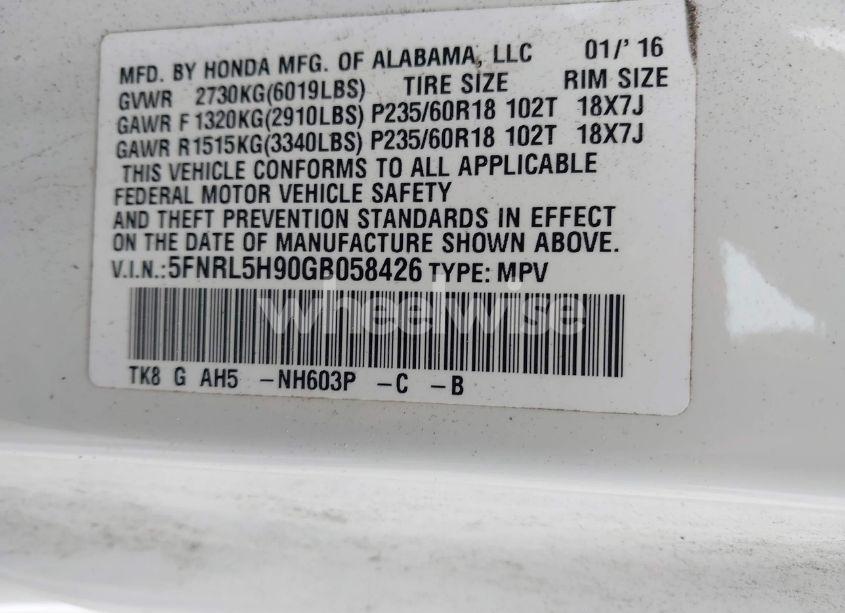 MFD. BY HONDA MFG. OF ALABAMA, LLC 01/'16
GVWR 2730KG(6019LBS) TIRE SIZE RIM SIZE
GAWR F 1320KG(2910LBS) P235/60R18 102T 18X7J
GAWR R1515KG(3340LBS) P235/60R18 102T 18X7J
THIS VEHICLE CONFORMS TO ALL APPLICABLE
FEDERAL MOTOR VEHICLE SAFETY
AND THEFT PREVENTION STANDARDS IN EFFECT
ON THE DATE OF MANUFACTURE SHOWN ABOVE.
V.I.N.:5FNRL5H90GB058426 TYPE: MPV
wheelwise
TK8 G AH5 -NH603P -C -B